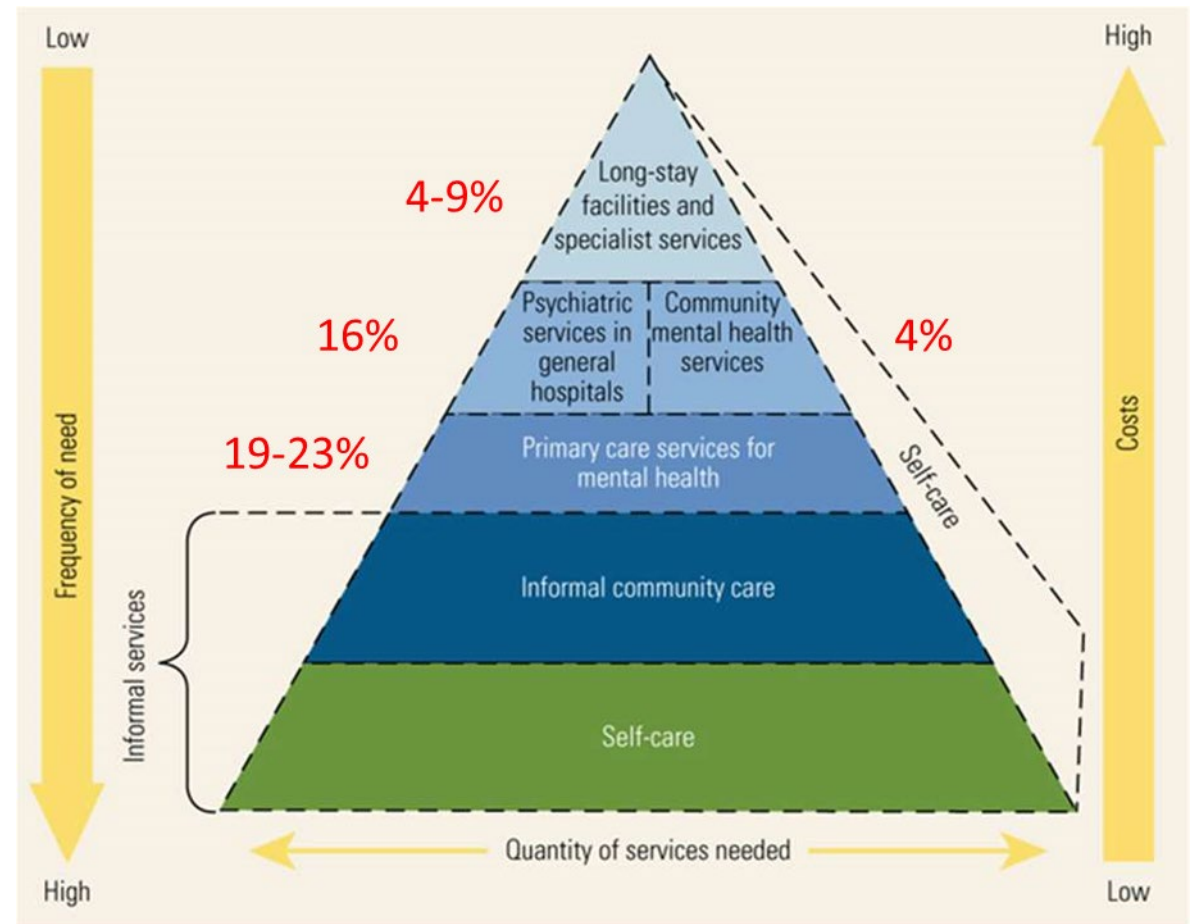 Low
High
Long-stay
facilities and
specialist services
4-9%
Psychiatric
services in
general
hospitals
Community
mental health
services
16%
4%
Primary care services for
mental health
19-23%
Self-care
Frequency of need
Costs
Informal services
Informal community care
Self-care
Quantity of services needed
High
Low